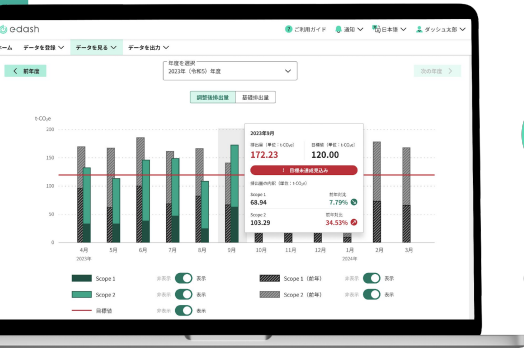 edash
ご利用ガイド 通知 日本語 ダッシュ太郎
ホーム データを登録 データを見る データを出力
前年度
年度を選択
2023年（令和5）年度
次の年度
調整後排出量 基礎排出量
t-CO₂e
200
150
100
50
0
4月 5月 6月 7月 8月 9月 10月 11月 12月 1月 2月 3月
2023年 2024年
2023年9月
排出量（単位：t-CO₂e） 目標値（単位：t-CO₂e）
172.23 120.00
! 目標未達成見込み
排出量の内訳（単位：t-CO₂e）
Scope 1 前年対比
68.94 7.79%
Scope 2 前年対比
103.29 34.53%
Scope 1 非表示 表示 Scope 1（前年） 非表示 表示
Scope 2 非表示 表示 Scope 2（前年） 非表示 表示
目標値 非表示 表示